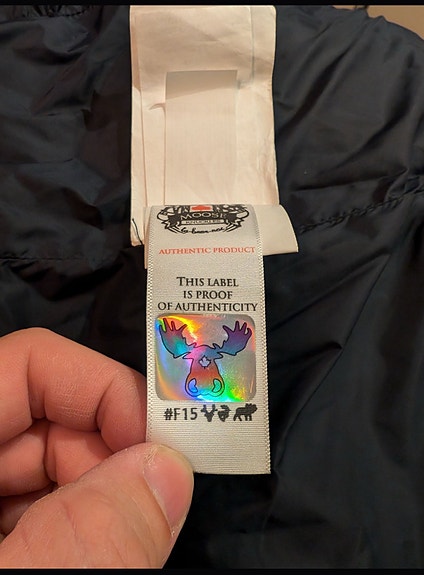 MOOSE
KNUCKLES
AUTHENTIC PRODUCT
THIS LABEL
IS PROOF
OF AUTHENTICITY
#F15